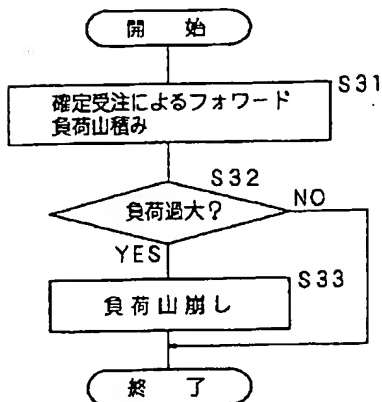 開 始
S31
確定受注によるフォワード
負荷山積み
S32
負荷過大?
NO
YES
S33
負荷山崩し
終 了